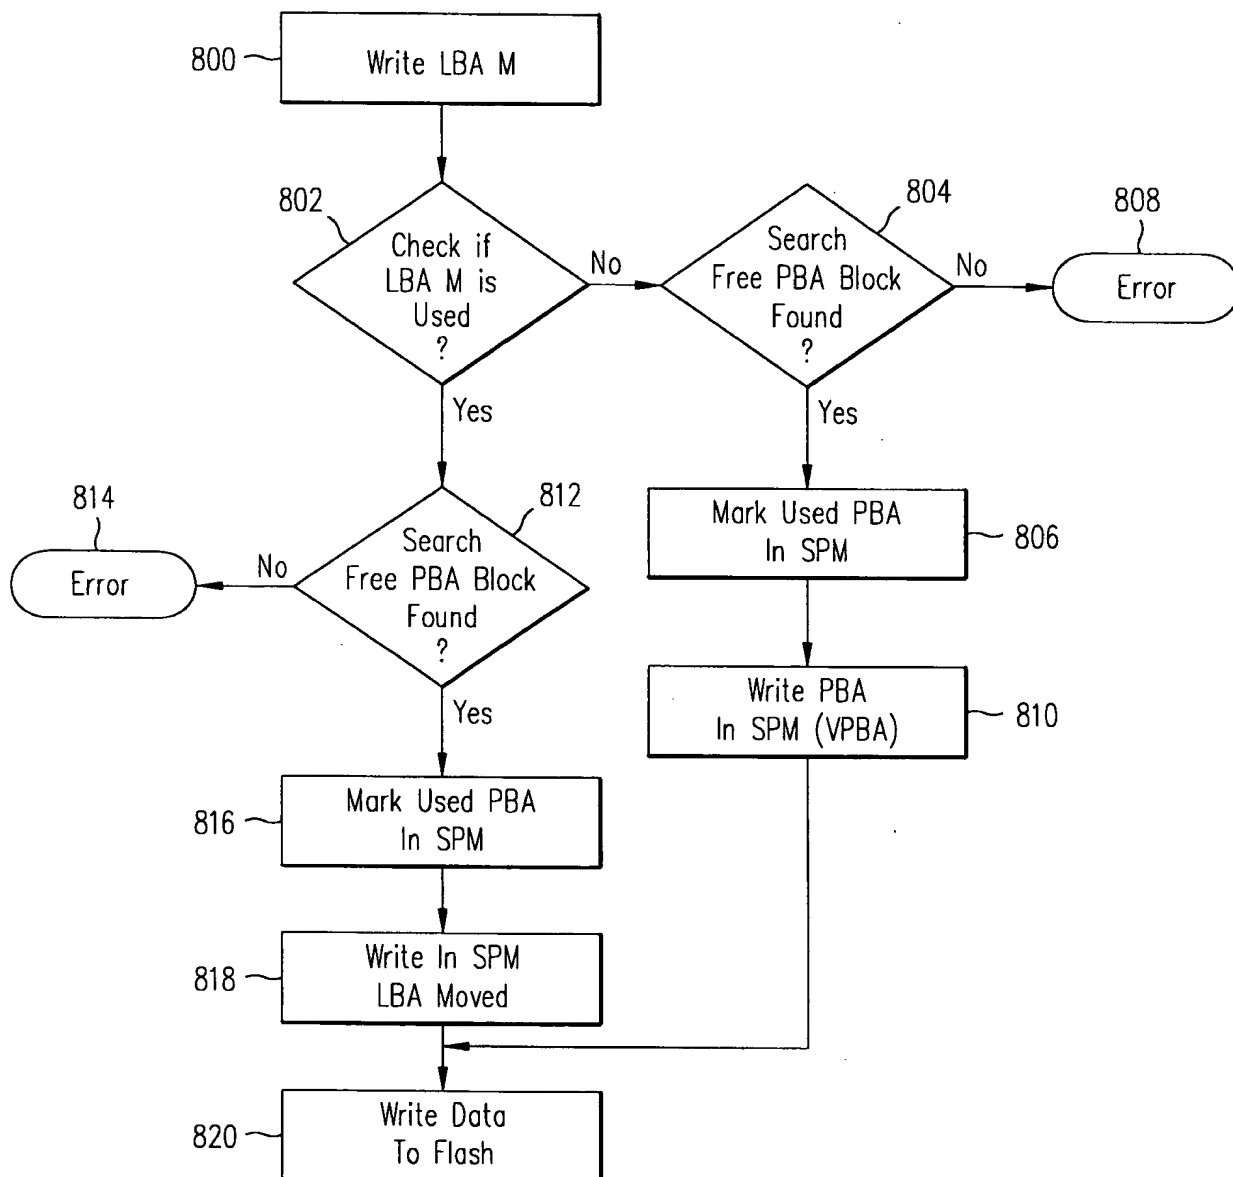 800
Write LBA M
802
Check if
LBA M is
Used
?
No
804
Search
Free PBA Block
Found
?
No
808
Error
Yes
Yes
814
Error
No
812
Search
Free PBA Block
Found
?
Mark Used PBA
In SPM
806
Yes
Write PBA
In SPM (VPBA)
810
816
Mark Used PBA
In SPM
818
Write In SPM
LBA Moved
820
Write Data
To Flash